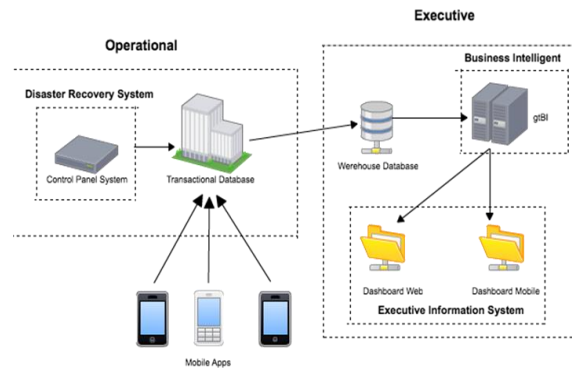 Executive
Operational
Business Intelligent
Disaster Recovery System
gtBI
Control Panel System
Transactional Database
Werehouse Database
Dashboard Web
Dashboard Mobile
Executive Information System
Mobile Apps